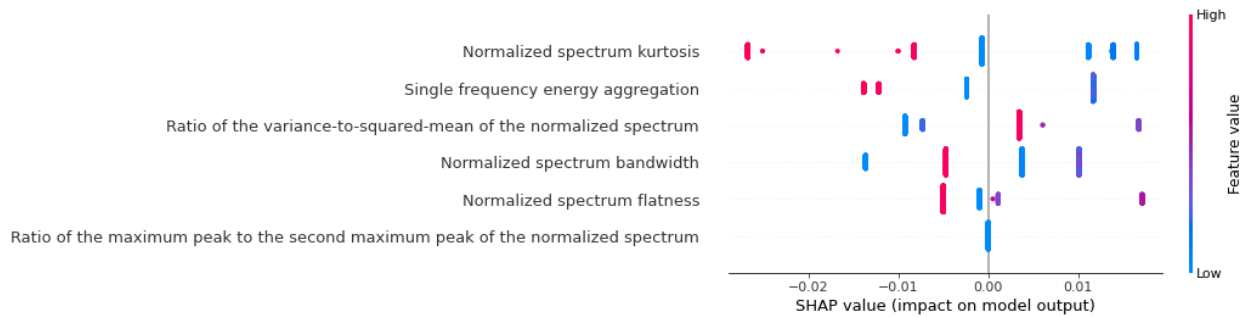 High
Normalized spectrum kurtosis
Single frequency energy aggregation
Ratio of the variance-to-squared-mean of the normalized spectrum
Normalized spectrum bandwidth
Normalized spectrum flatness
Ratio of the maximum peak to the second maximum peak of the normalized spectrum
Feature value
Low
−0.02 −0.01 0.00 0.01
SHAP value (impact on model output)